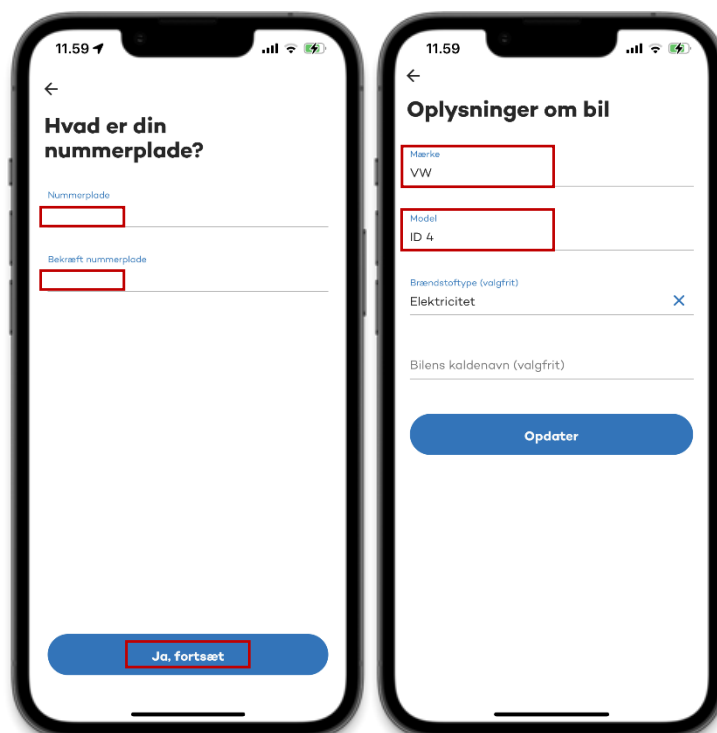 11.59
Hvad er din
nummerplade?
Nummerplade
Bekræft nummerplade
Ja, fortsæt
11.59
Oplysninger om bil
Mærke
VW
Model
ID 4
Brændstoftype (valgfrit)
Elektricitet
Bilens kaldenavn (valgfrit)
Opdater